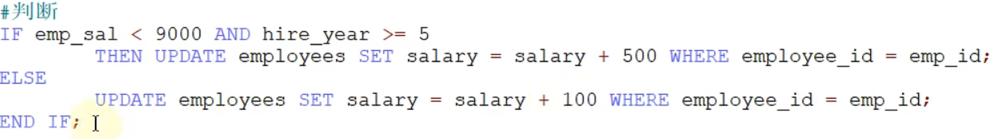 #判断
IF emp_sal < 9000 AND hire_year >= 5
THEN UPDATE employees SET salary = salary + 500 WHERE employee_id = emp_id;
ELSE
UPDATE employees SET salary = salary + 100 WHERE employee_id = emp_id;
END IF;